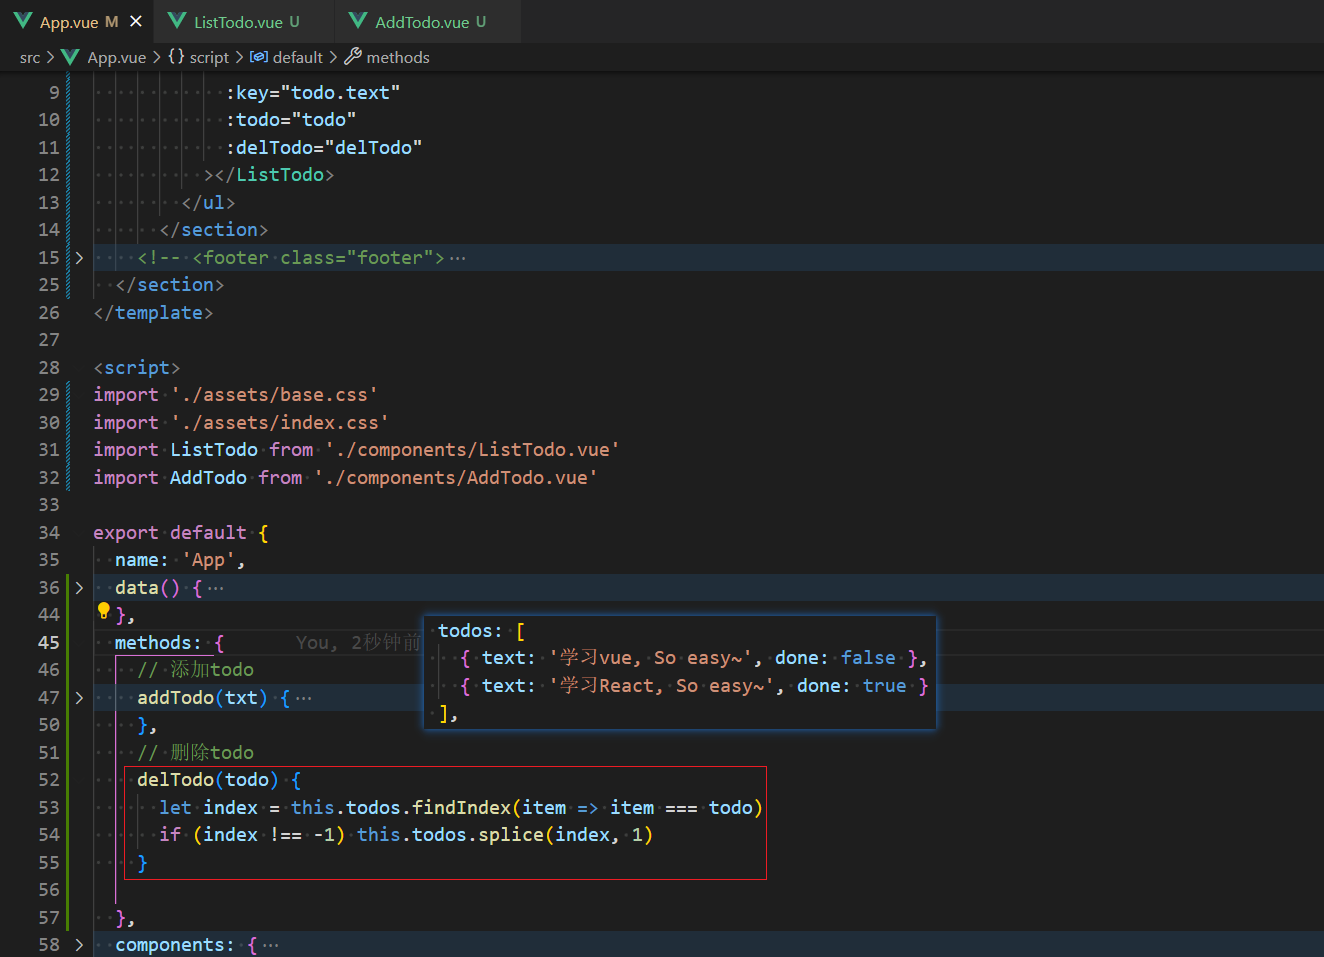 App.vue M
ListTodo.vue U
AddTodo.vue U
src > App.vue > {} script > default > methods
9 :key="todo.text"
10 :todo="todo"
11 :delTodo="delTodo"
12 ></ListTodo>
13 </ul>
14 </section>
15 <!-- <footer class="footer"> ···
25 </section>
26 </template>
27
28 <script>
29 import './assets/base.css'
30 import './assets/index.css'
31 import ListTodo from './components/ListTodo.vue'
32 import AddTodo from './components/AddTodo.vue'
33
34 export default {
35 name: 'App',
36 data() { ···
44 },
45 methods: { You, 2秒钟前
46 // 添加todo
47 addTodo(txt) { ···
50 },
51 // 删除todo
52 delTodo(todo) {
53 let index = this.todos.findIndex(item => item === todo)
54 if (index !== -1) this.todos.splice(index, 1)
55 }
56
57 },
58 components: { ···
todos: [
{ text: '学习vue, So easy~', done: false },
{ text: '学习React, So easy~', done: true }
],